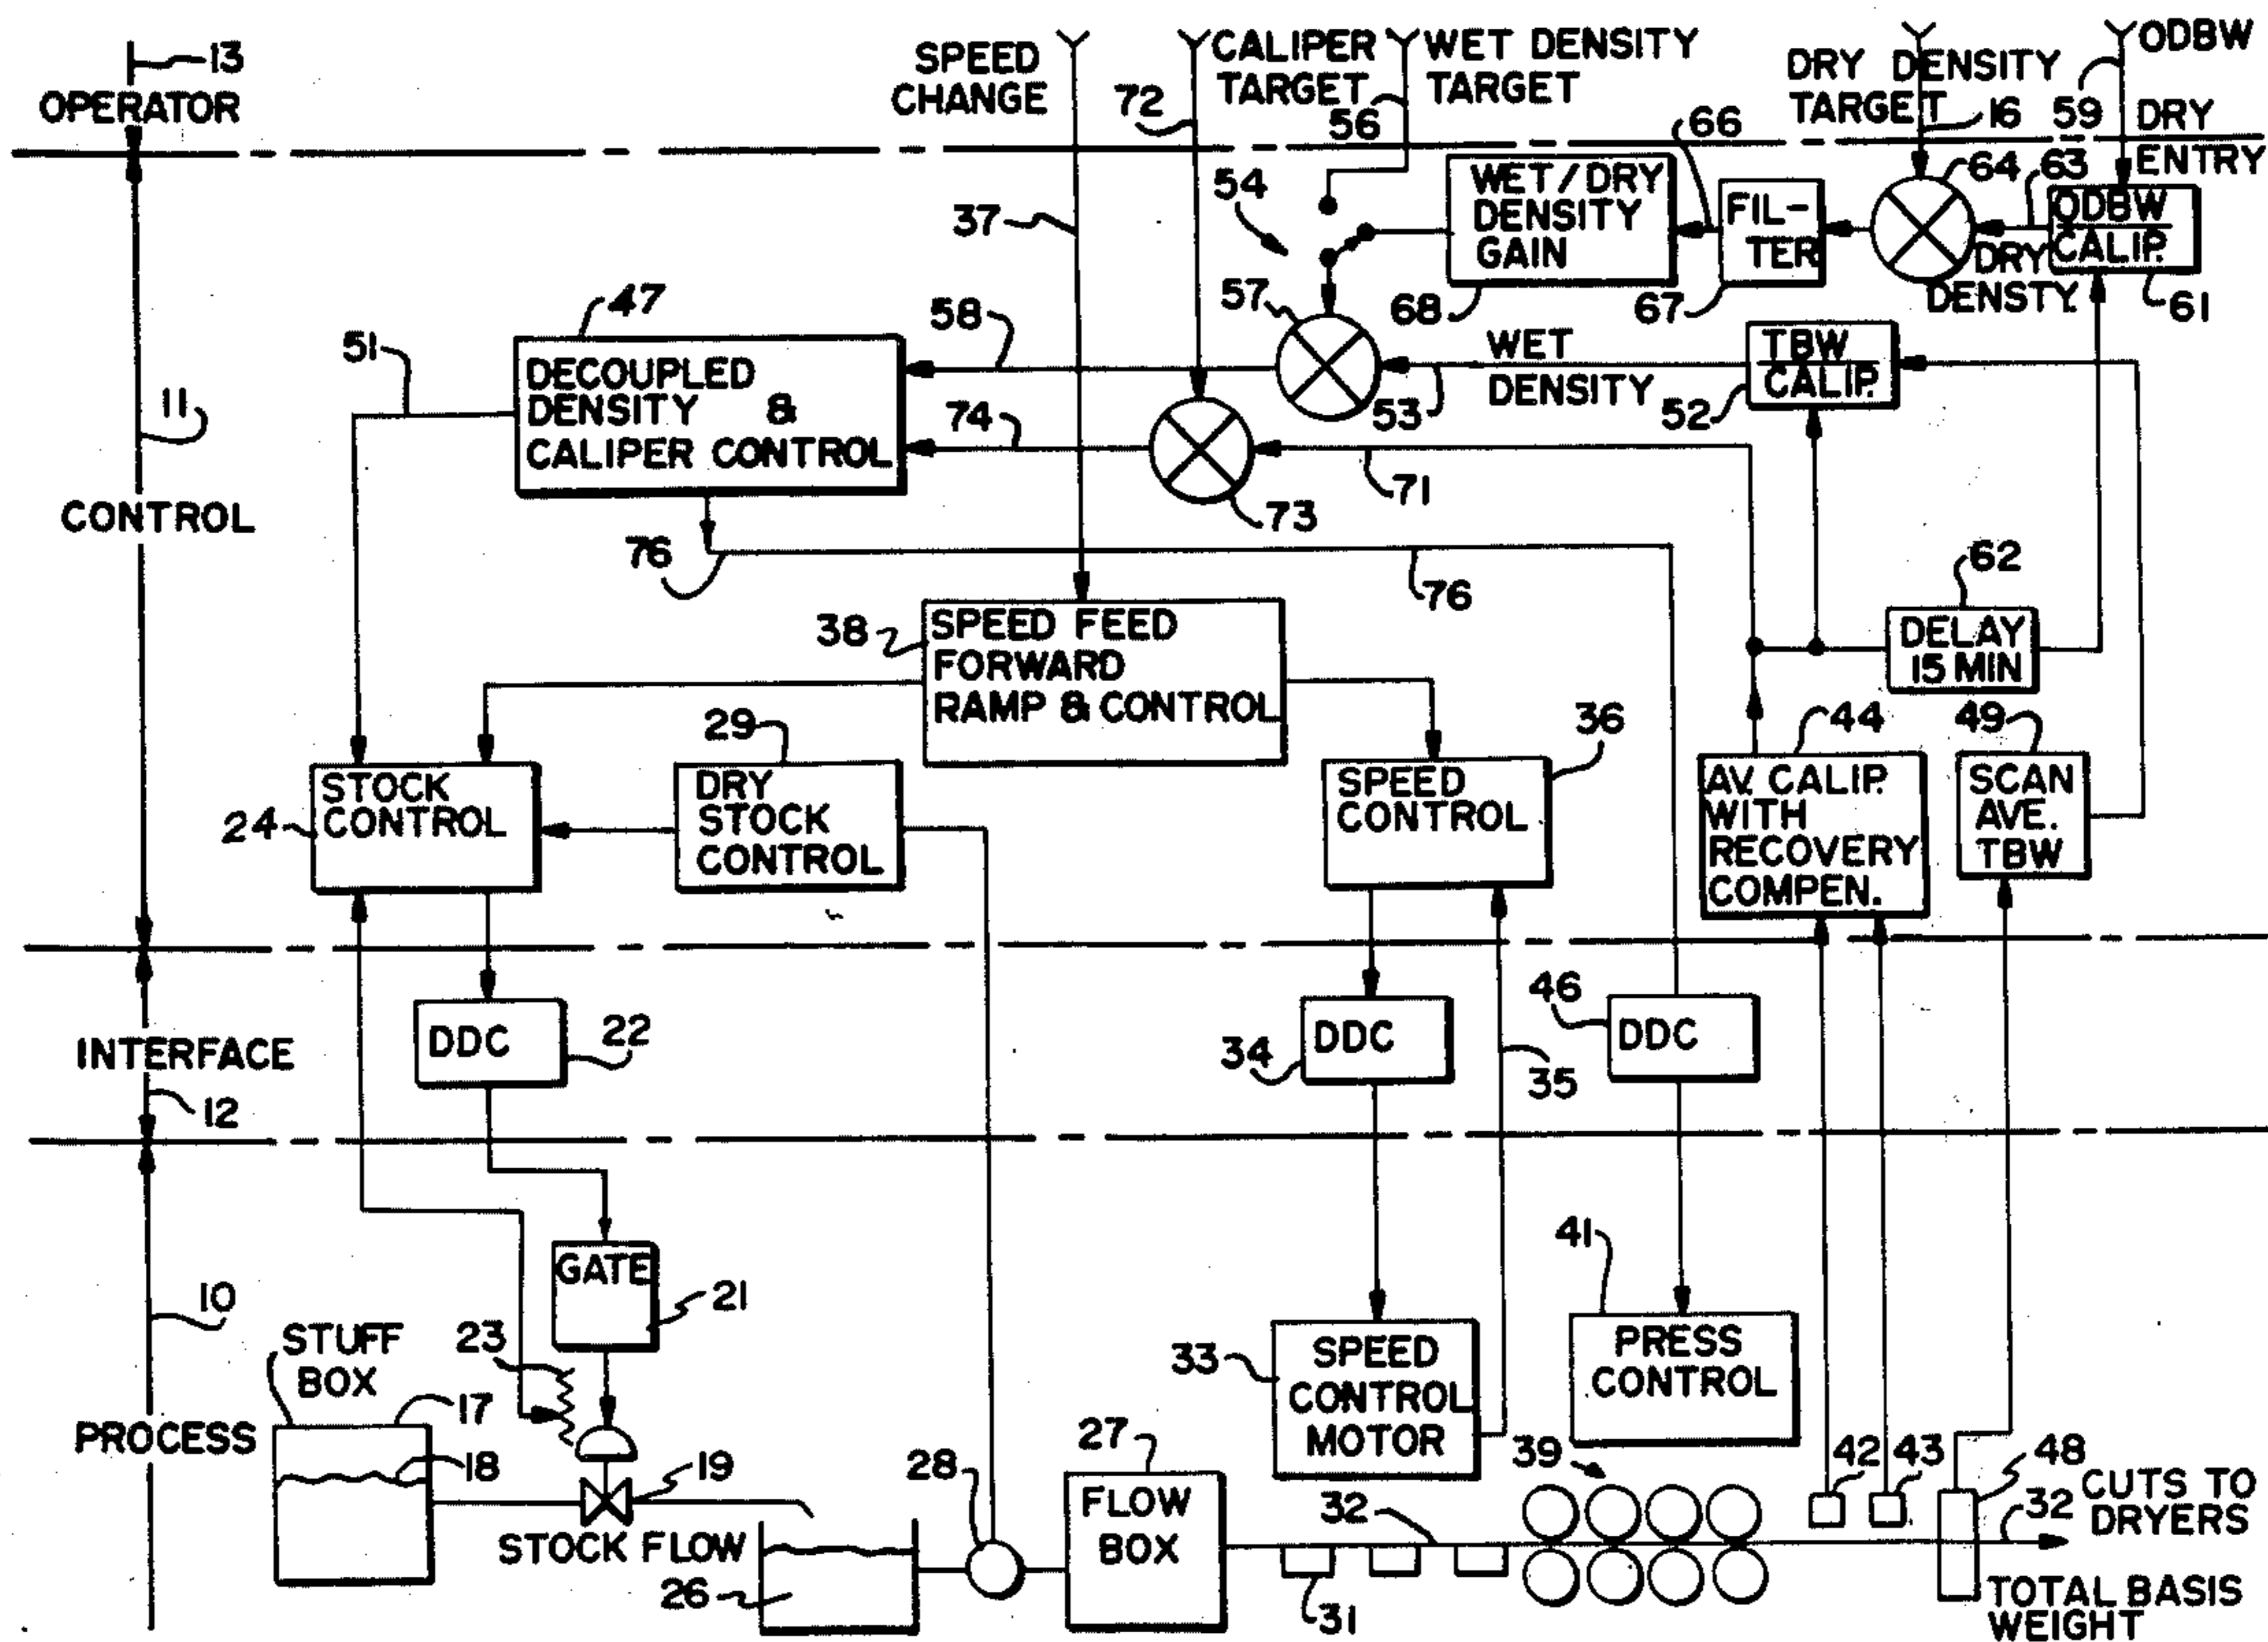 13
OPERATOR
SPEED
CHANGE
CALIPER
TARGET
72
WET DENSITY
TARGET
56
DRY DENSITY
TARGET
16
ODBW
59
DRY
ENTRY
66
54
37
WET/DRY
DENSITY
GAIN
68
FIL-
TER
67
64
63
ODBW
CALIP.
61
DRY
DENSTY.
57
58
WET
DENSITY
53
TBW
CALIP.
52
47
DECOUPLED
DENSITY &
CALIPER CONTROL
51
74
73
71
76
76
11
CONTROL
62
DELAY
15 MIN
38
SPEED FEED
FORWARD
RAMP & CONTROL
29
DRY
STOCK
CONTROL
24
STOCK
CONTROL
36
SPEED
CONTROL
44
AV. CALIP.
WITH
RECOVERY
COMPEN.
49
SCAN
AVE.
TBW
INTERFACE
12
DDC
22
34
DDC
35
46
DDC
10
PROCESS
GATE
21
23
STUFF
BOX
17
18
19
STOCK FLOW
26
28
27
FLOW
BOX
33
SPEED
CONTROL
MOTOR
41
PRESS
CONTROL
39
32
31
42
43
48
CUTS TO
DRYERS
32
TOTAL BASIS
WEIGHT